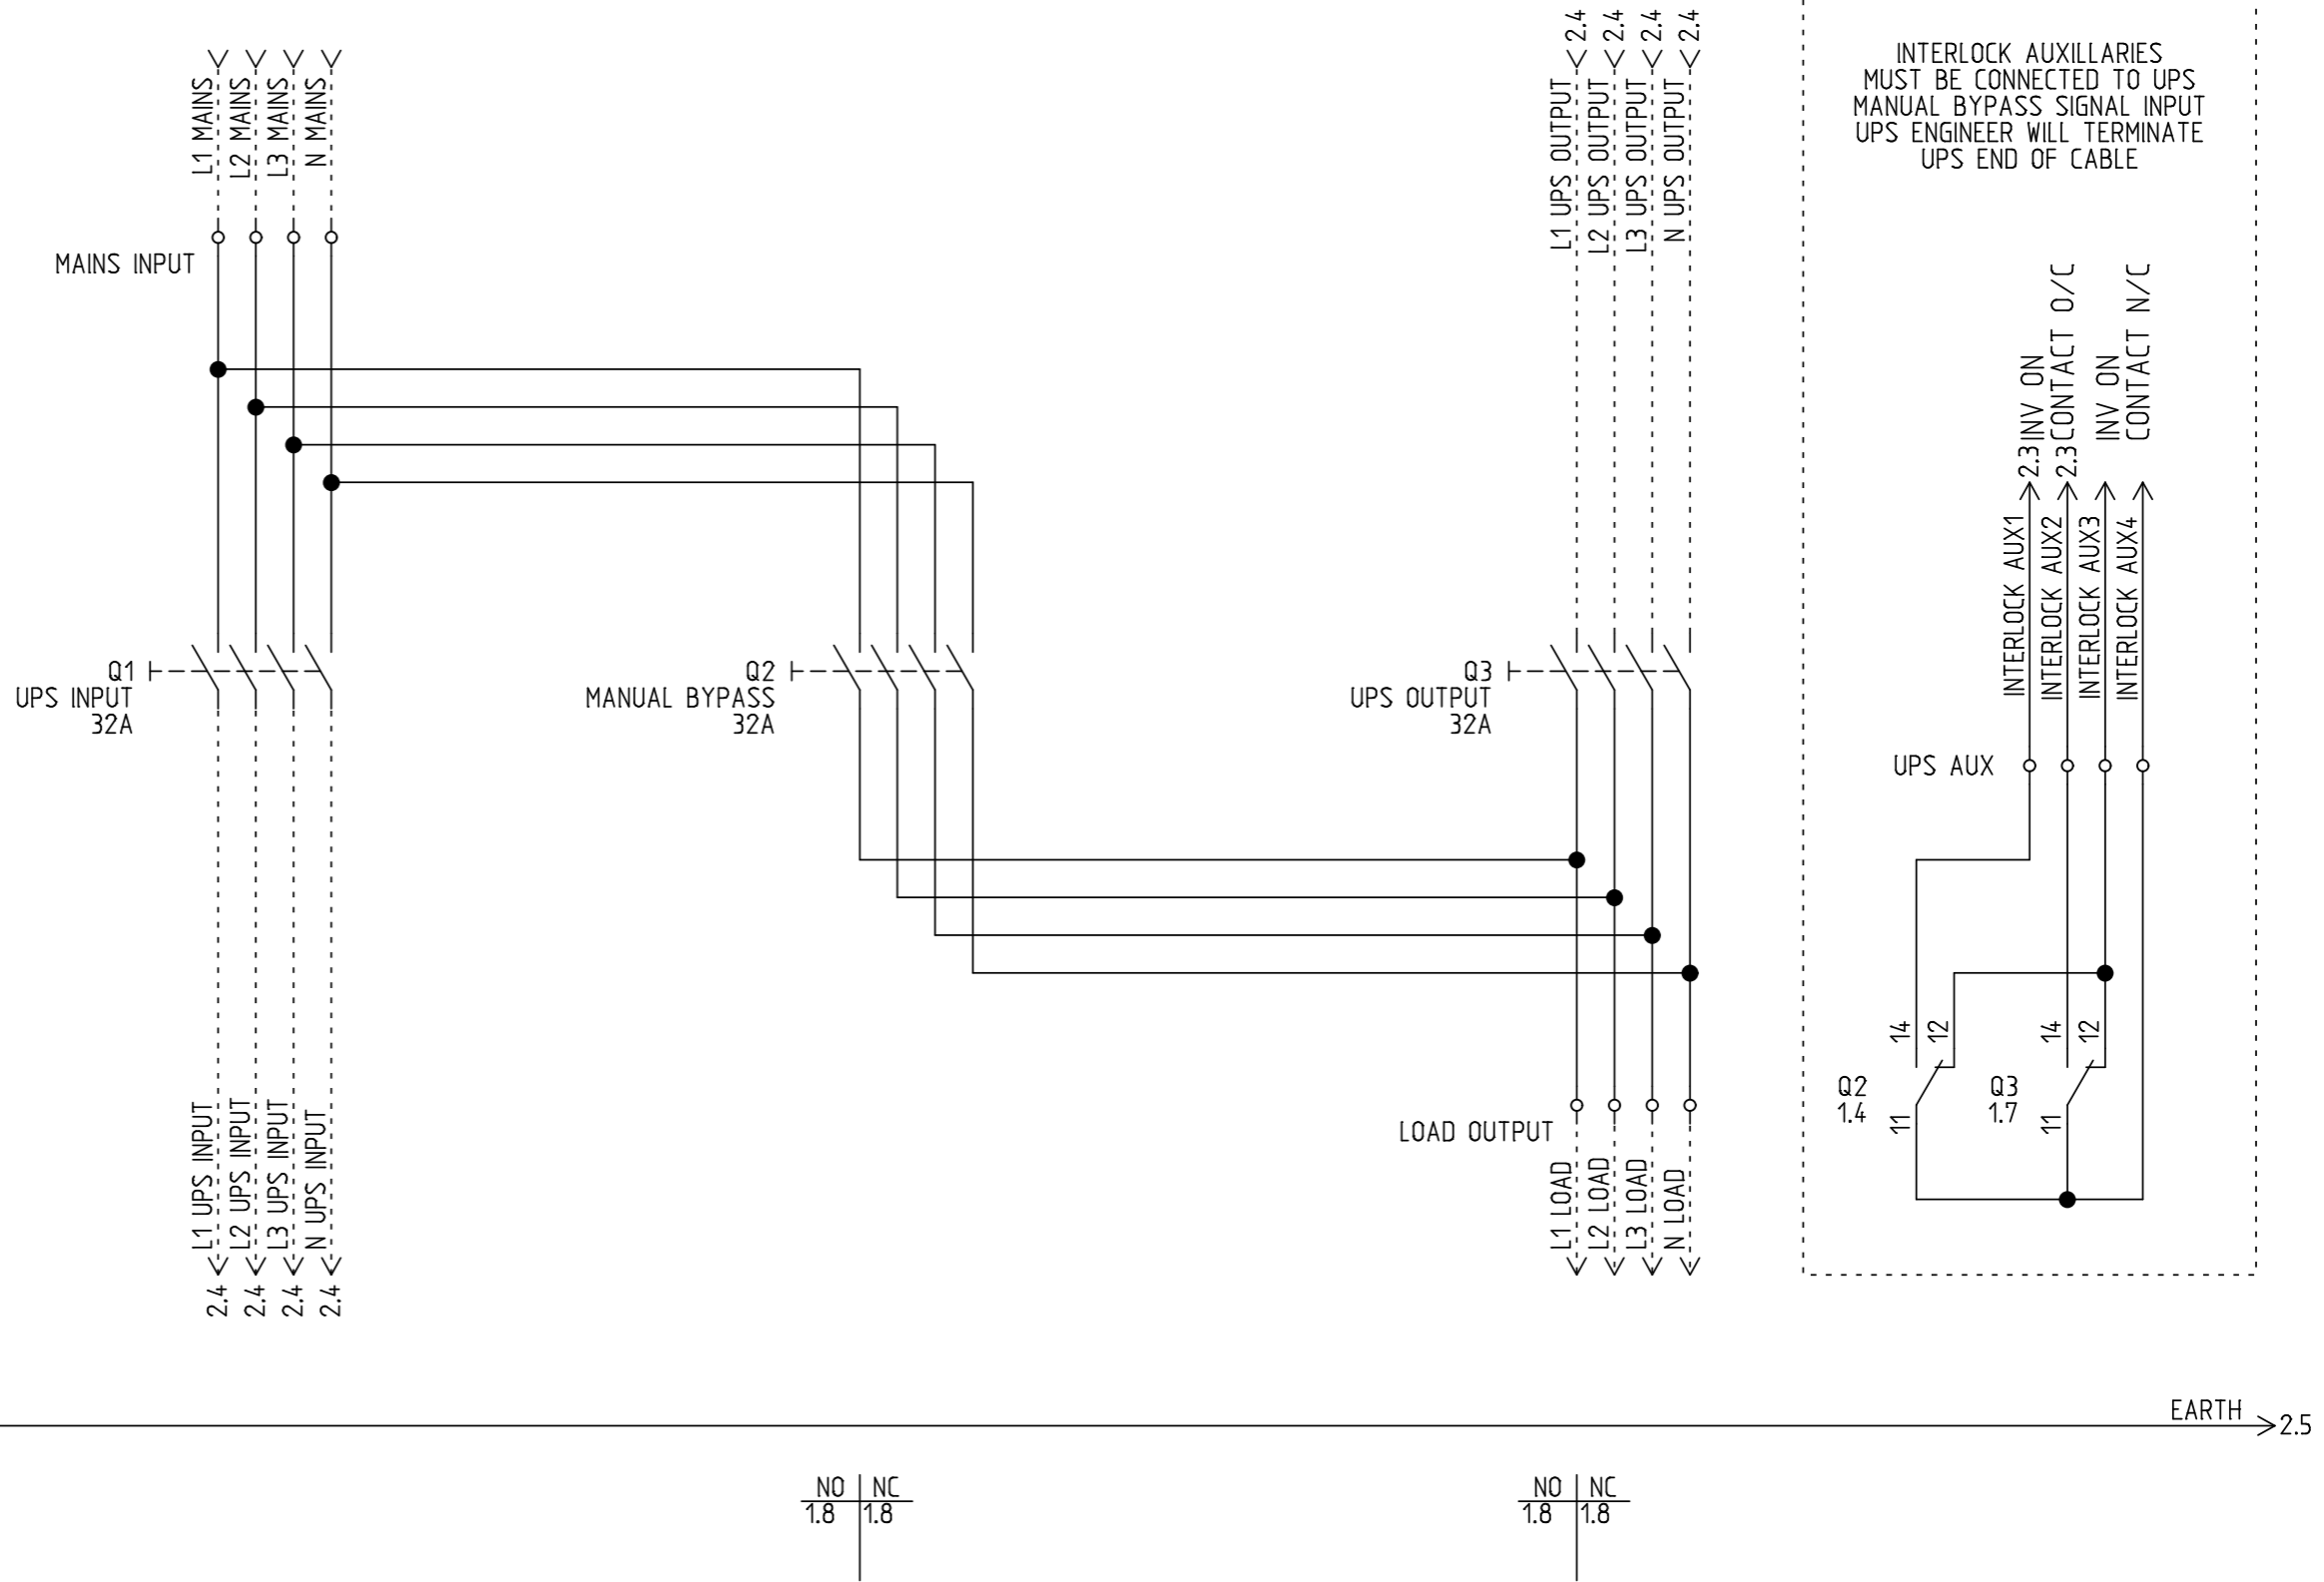 L1 MAINS
L2 MAINS
L3 MAINS
N MAINS
MAINS INPUT
2.4
2.4
2.4
2.4
L1 UPS OUTPUT
L2 UPS OUTPUT
L3 UPS OUTPUT
N UPS OUTPUT
INTERLOCK AUXILLARIES
MUST BE CONNECTED TO UPS
MANUAL BYPASS SIGNAL INPUT
UPS ENGINEER WILL TERMINATE
UPS END OF CABLE
2.3 INV ON
2.3 CONTACT O/C
INV ON
CONTACT N/C
INTERLOCK AUX1
INTERLOCK AUX2
INTERLOCK AUX3
INTERLOCK AUX4
Q1
UPS INPUT
32A
Q2
MANUAL BYPASS
32A
Q3
UPS OUTPUT
32A
UPS AUX
14
12
14
12
Q2
1.4
11
Q3
1.7
11
L1 UPS INPUT
L2 UPS INPUT
L3 UPS INPUT
N UPS INPUT
2.4
2.4
2.4
2.4
LOAD OUTPUT
L1 LOAD
L2 LOAD
L3 LOAD
N LOAD
EARTH
2.5
NO NC
1.8 1.8
NO NC
1.8 1.8